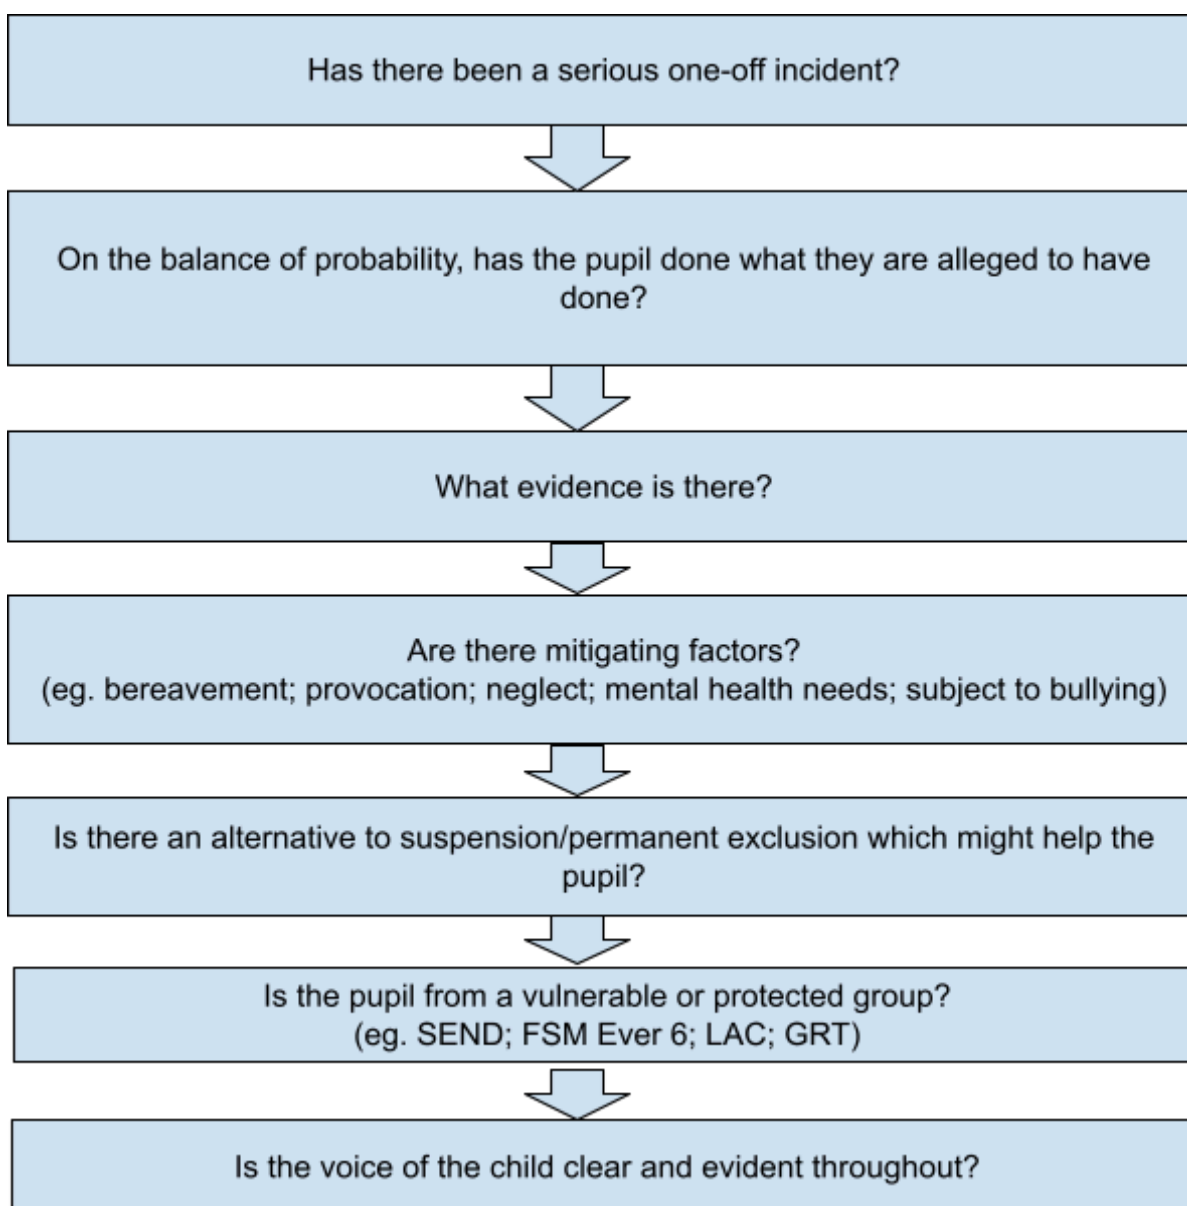 Has there been a serious one-off incident?
On the balance of probability, has the pupil done what they are alleged to have
done?
What evidence is there?
Are there mitigating factors?
(eg. bereavement; provocation; neglect; mental health needs; subject to bullying)
Is there an alternative to suspension/permanent exclusion which might help the
pupil?
Is the pupil from a vulnerable or protected group?
(eg. SEND; FSM Ever 6; LAC; GRT)
Is the voice of the child clear and evident throughout?